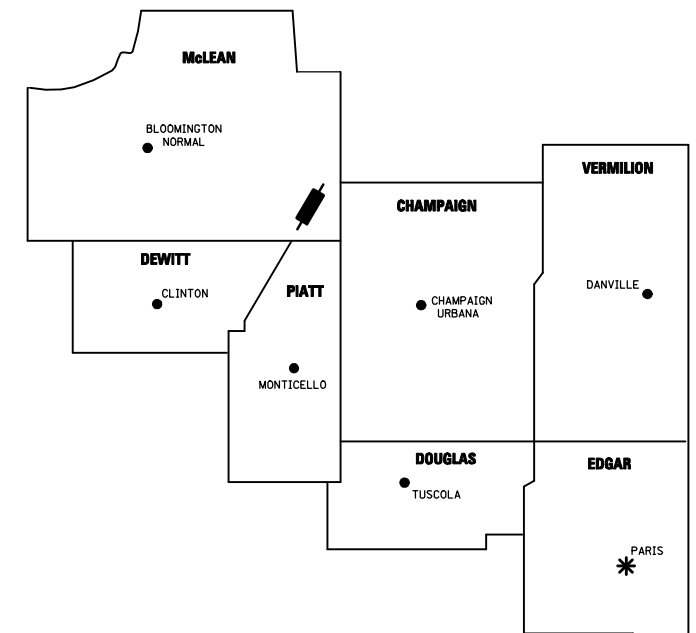 McLEAN
BLOOMINGTON
NORMAL
VERMILION
CHAMPAIGN
DEWITT
PIATT
CLINTON
DANVILLE
CHAMPAIGN
URBANA
MONTICELLO
DOUGLAS
EDGAR
TUSCOLA
PARIS